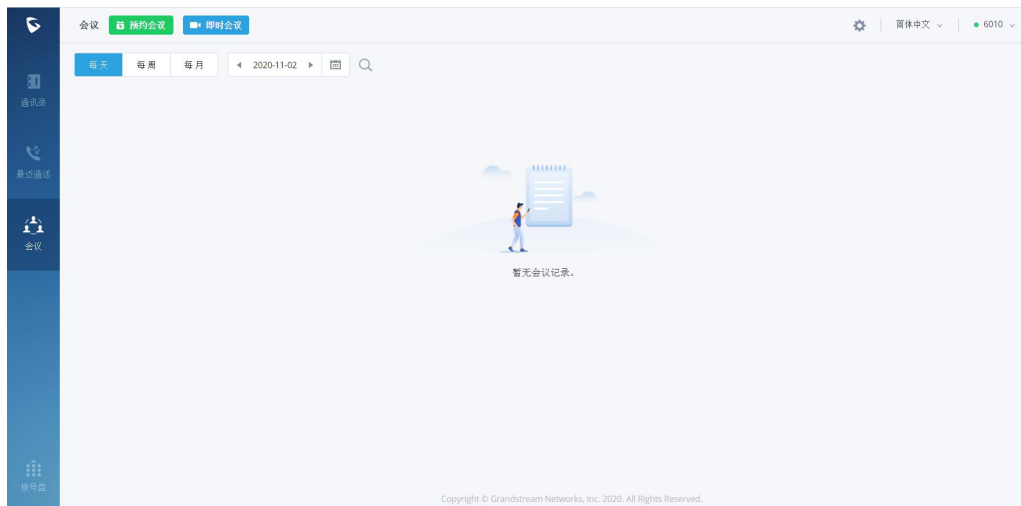 会议 预约会议 即时会议 简体中文 6010
每天 每周 每月 2020-11-02
通讯录
最近通话
会议
暂无会议记录。
拨号盘
Copyright © Grandstream Networks, Inc. 2020. All Rights Reserved.